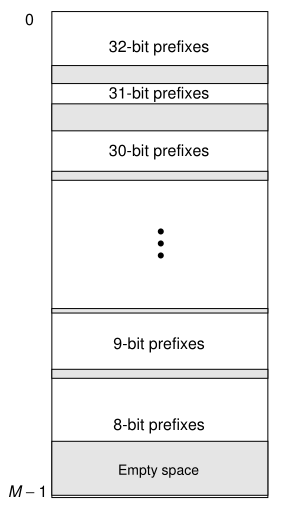 0
32-bit prefixes
31-bit prefixes
30-bit prefixes
9-bit prefixes
8-bit prefixes
Empty space
M – 1